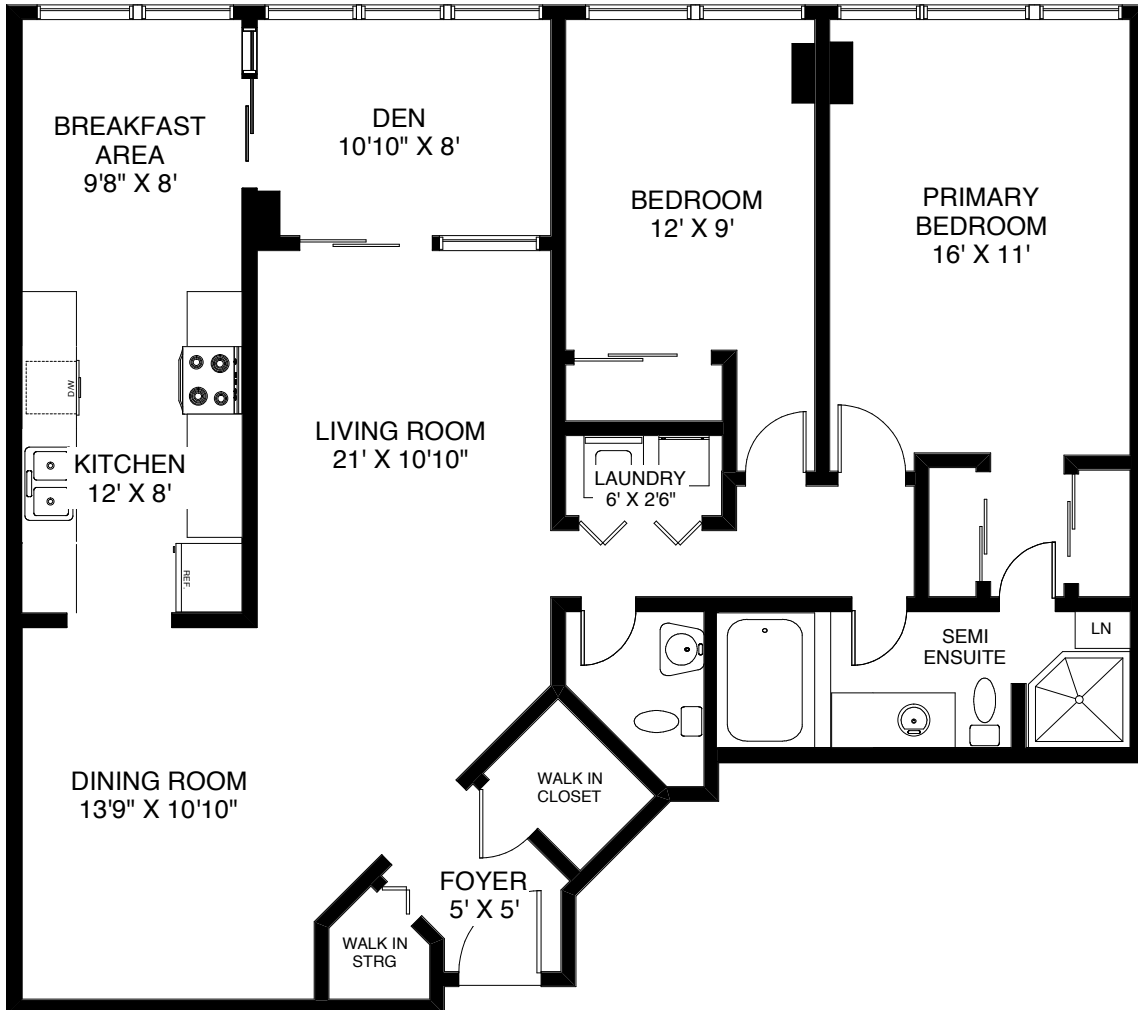 BREAKFAST
AREA
9'8" X 8'
DEN
10'10" X 8'
BEDROOM
12' X 9'
PRIMARY
BEDROOM
16' X 11'
D/W
KITCHEN
12' X 8'
REF.
LIVING ROOM
21' X 10'10"
LAUNDRY
6' X 2'6"
SEMI
ENSUITE
LN
DINING ROOM
13'9" X 10'10"
WALK IN
CLOSET
FOYER
5' X 5'
WALK IN
STRG